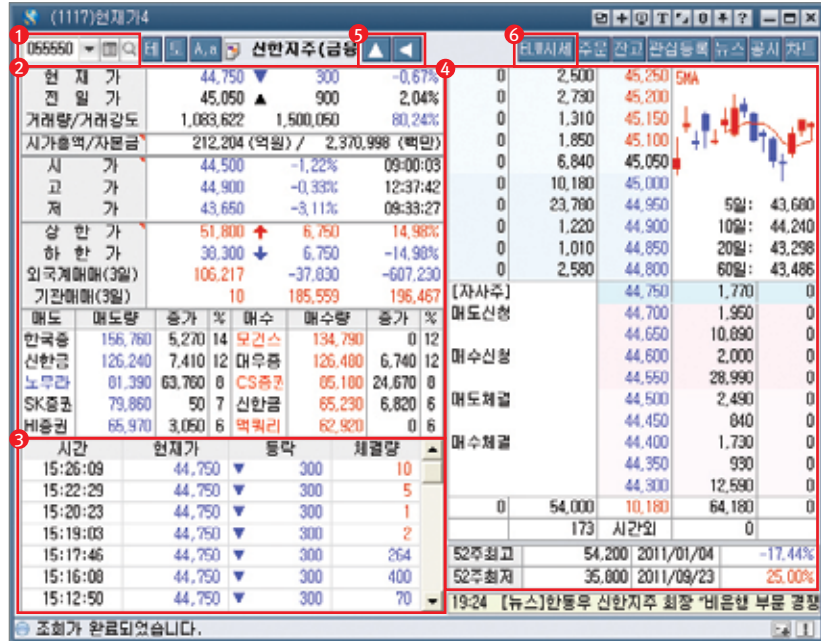 (1117)현재가4
1
5
6
055550 테 도 A,a 신한지주(금융 ELW시세 주문 잔고 관심등록 뉴스 공시 차트
2
4
현 재 가 44,750 ▼ 300 -0,67%
전 일 가 45,050 ▲ 900 2,04%
거래량/거래강도 1,083,622 1,500,050 80,24%
시가총액/자본금 212,204 (억원) / 2,370,998 (백만)
시 가 44,500 -1,22% 09:00:03
고 가 44,900 -0,33% 12:37:42
저 가 43,650 -3,11% 09:33:27
상 한 가 51,800 6,750 14,98%
하 한 가 38,300 6,750 -14,98%
외국계매매(3일) 106,217 -37,830 -607,230
기관매매(3일) 10 185,559 196,467
매도 매도량 증가 % 매수 매수량 증가 %
한국증 156,760 5,270 14 모건스 134,790 0 12
신한금 126,240 7,410 12 대우증 126,480 6,740 12
노무라 81,390 63,760 8 CS증권 85,180 24,670 8
SK증권 79,860 50 7 신한금 65,230 6,820 6
HI증권 65,970 3,050 6 맥쿼리 62,920 0 6
3
시간 현재가 등락 체결량
15:26:09 44,750 ▼ 300 10
15:22:29 44,750 ▼ 300 5
15:20:23 44,750 ▼ 300 1
15:19:03 44,750 ▼ 300 2
15:17:46 44,750 ▼ 300 264
15:16:08 44,750 ▼ 300 400
15:12:50 44,750 ▼ 300 70
0 2,500 45,250 5MA
0 2,730 45,200
0 1,310 45,150
0 1,850 45,100
0 6,840 45,050
0 10,180 45,000
0 23,780 44,950 5일: 43,680
0 1,220 44,900 10일: 44,240
0 1,010 44,850 20일: 43,298
0 2,580 44,800 60일: 43,486
[자사주] 44,750 1,770 0
매도신청 44,700 1,950 0
44,650 10,890 0
매수신청 44,600 2,000 0
44,550 28,990 0
매도체결 44,500 2,490 0
44,450 840 0
매수체결 44,400 1,730 0
44,350 930 0
44,300 12,590 0
0 54,000 10,180 64,180 0
173 시간외 0
52주최고 54,200 2011/01/04 -17.44%
52주최저 35,800 2011/09/23 25.00%
19:24 [뉴스]한동우 신한지주 회장 "비은행 부문 경쟁
조회가 완료되었습니다.